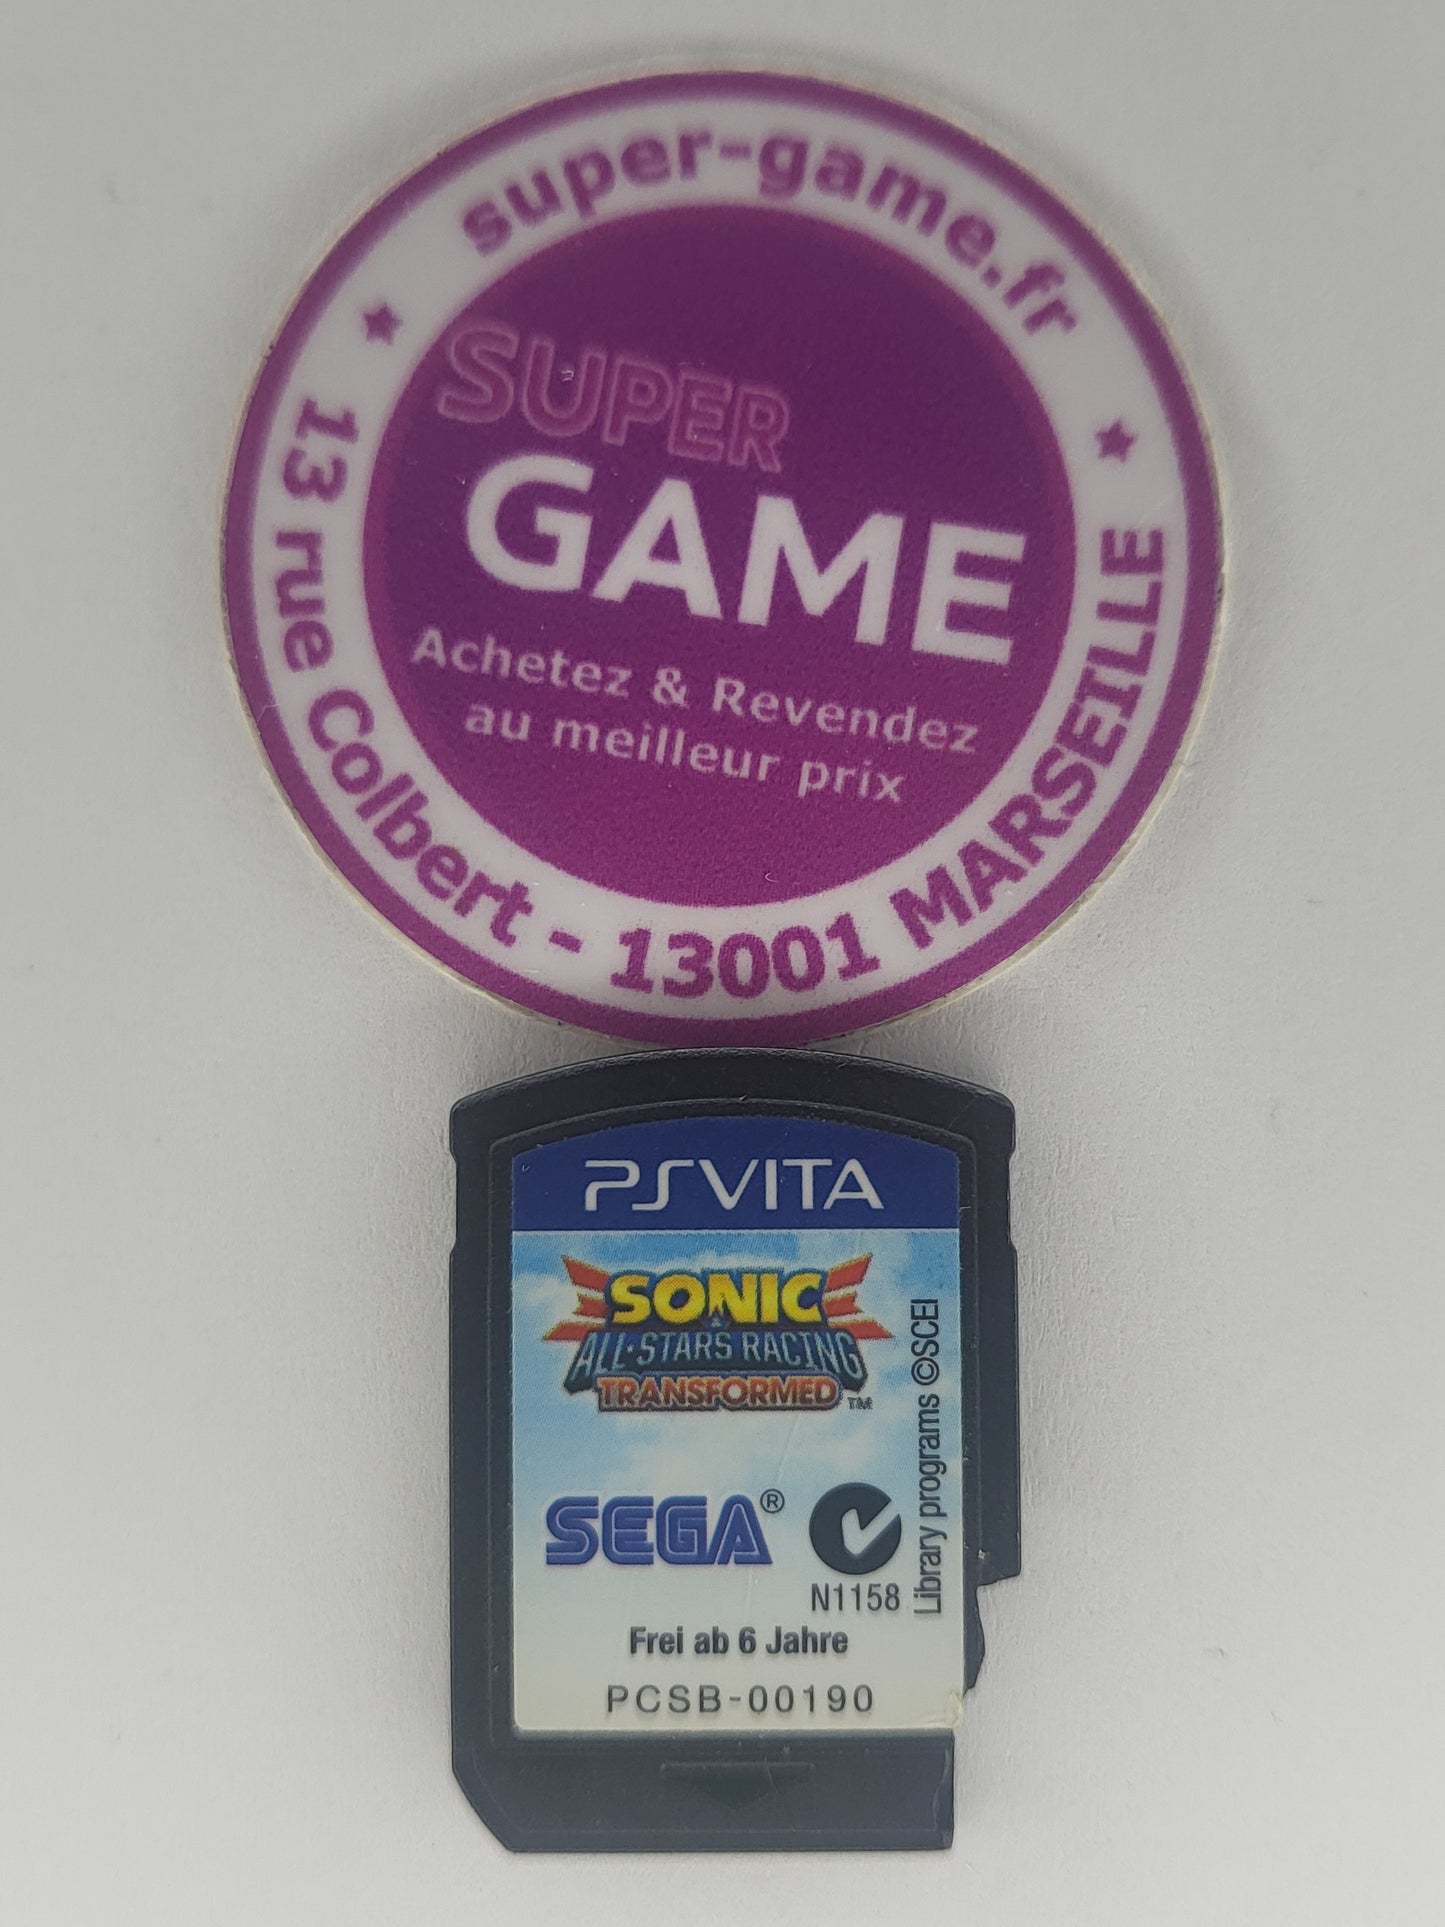 super-game.fr
SUPER
GAME
Achetez & Revendez
au meilleur prix
13 rue Colbert - 13001 MARSEILLE
PSVITA
SONIC
&
ALL·STARS RACING
TRANSFORMED™
SEGA®
N1158
Library programs ©SCEI
Frei ab 6 Jahre
PCSB-00190